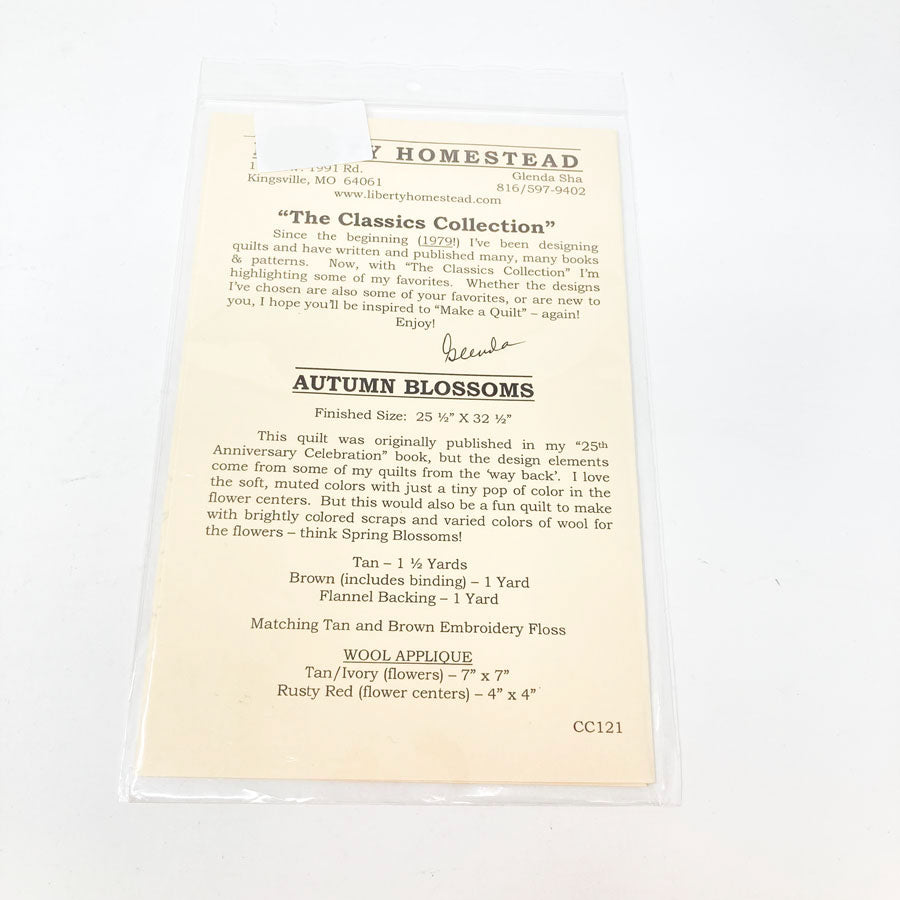 Y HOMESTEAD
1991 Rd. Glenda Sha
Kingsville, MO 64061 816/597-9402
www.libertyhomestead.com
“The Classics Collection”
Since the beginning (1979!) I’ve been designing
quilts and have written and published many, many books
& patterns. Now, with “The Classics Collection” I’m
highlighting some of my favorites. Whether the designs
I’ve chosen are also some of your favorites, or are new to
you, I hope you’ll be inspired to “Make a Quilt” – again!
Enjoy!
Glenda
AUTUMN BLOSSOMS
Finished Size: 25 ½” X 32 ½”
This quilt was originally published in my “25th
Anniversary Celebration” book, but the design elements
come from some of my quilts from the ‘way back’. I love
the soft, muted colors with just a tiny pop of color in the
flower centers. But this would also be a fun quilt to make
with brightly colored scraps and varied colors of wool for
the flowers – think Spring Blossoms!
Tan – 1 ½ Yards
Brown (includes binding) – 1 Yard
Flannel Backing – 1 Yard
Matching Tan and Brown Embroidery Floss
WOOL APPLIQUE
Tan/Ivory (flowers) – 7” x 7”
Rusty Red (flower centers) – 4” x 4”
CC121